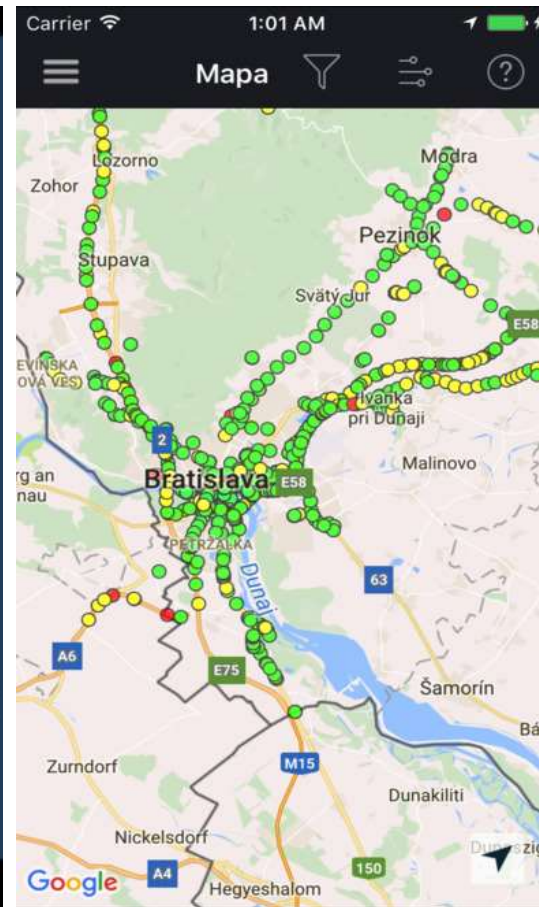 Carrier 1:01 AM
Mapa
?
Lozorno
Modra
Zohor
Pezinok
Stupava
Svätý Jur
E58
Ivanka
pri Dunaji
2
Malinovo
Bratislava
E58
PETRŽALKA
Dunaj
63
A6
E75
Šamorín
M15
Zurndorf
Dunakiliti
Nickelsdorf
150
A4
Google
Hegyeshalom